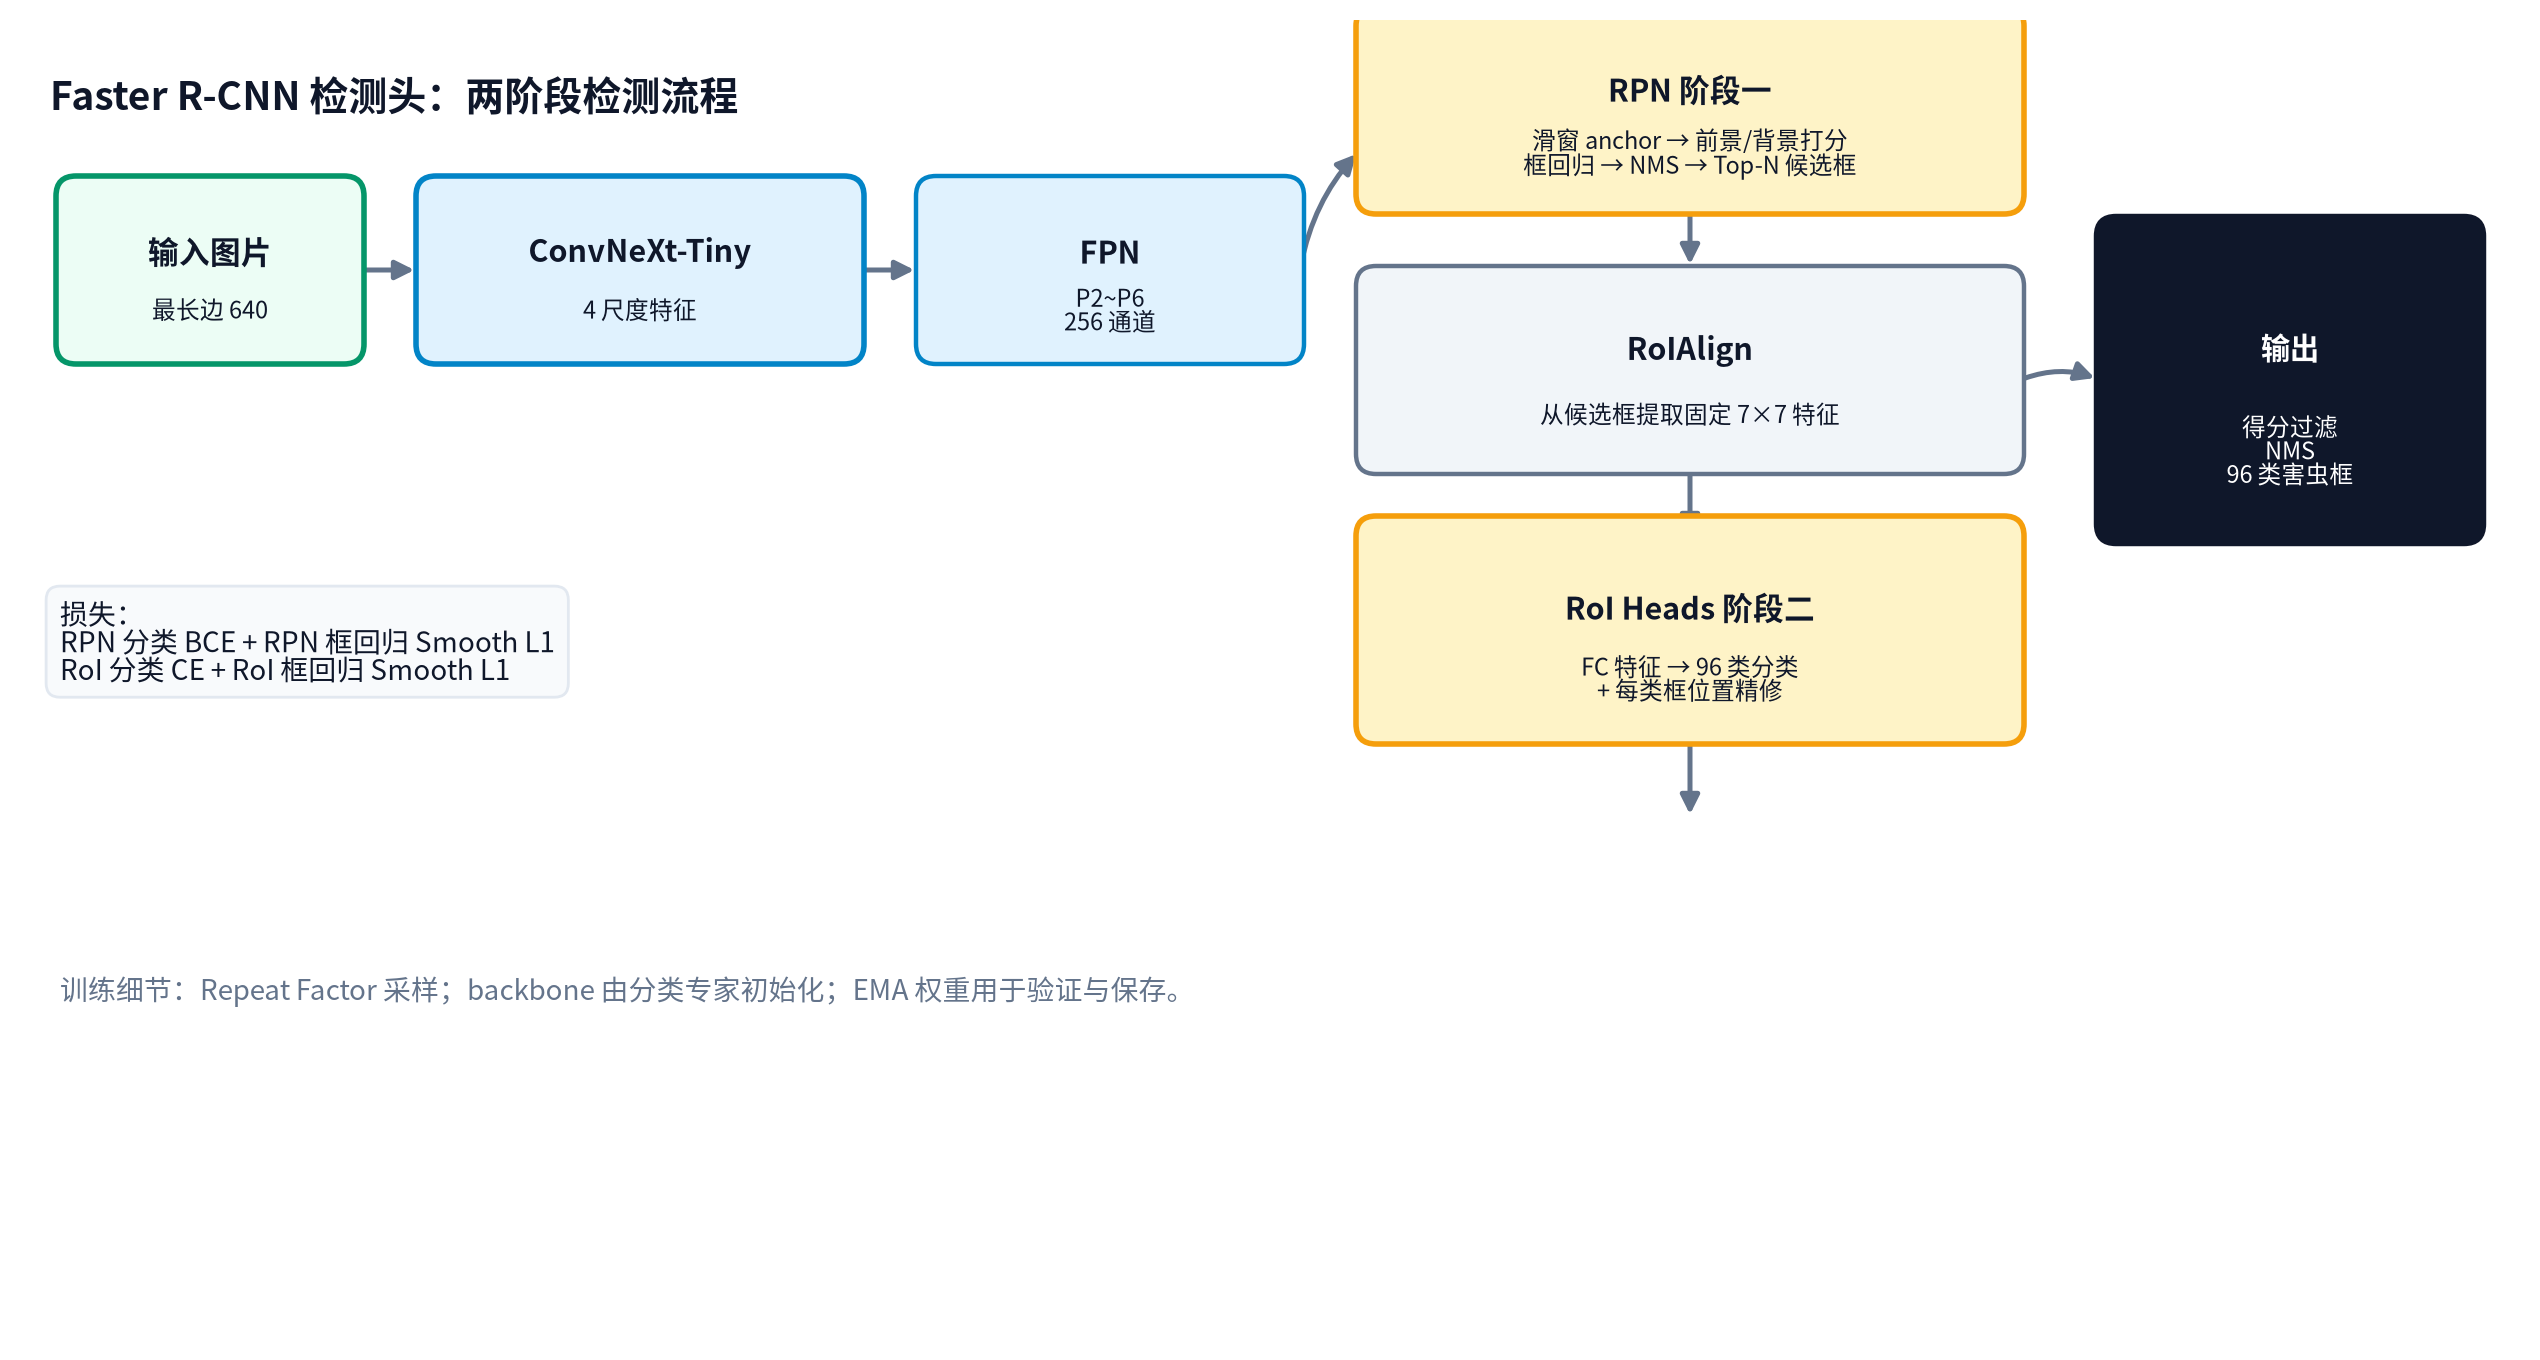 Faster R-CNN 检测头：两阶段检测流程
输入图片
最长边 640
ConvNeXt-Tiny
4 尺度特征
FPN
P2~P6
256 通道
RPN 阶段一
滑窗 anchor → 前景/背景打分
框回归 → NMS → Top-N 候选框
RoIAlign
从候选框提取固定 7×7 特征
RoI Heads 阶段二
FC 特征 → 96 类分类
+ 每类框位置精修
输出
得分过滤
NMS
96 类害虫框
损失：
RPN 分类 BCE + RPN 框回归 Smooth L1
RoI 分类 CE + RoI 框回归 Smooth L1
训练细节：Repeat Factor 采样；backbone 由分类专家初始化；EMA 权重用于验证与保存。